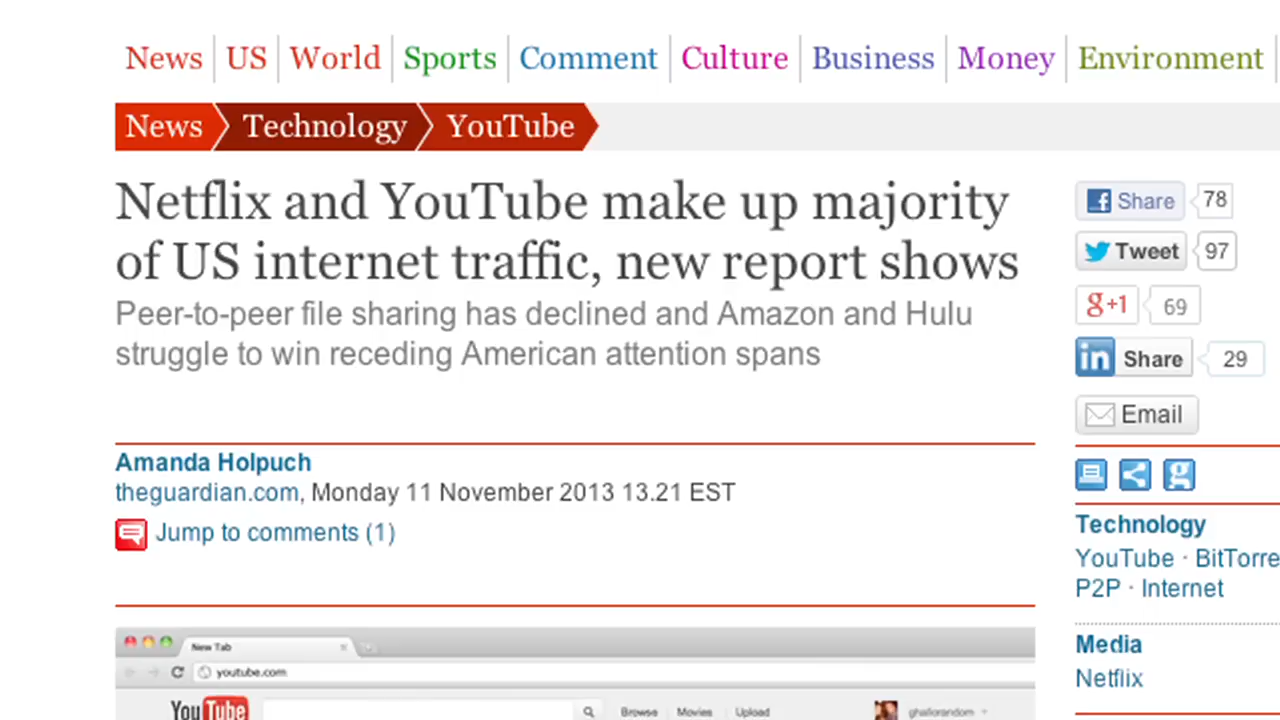 News US World Sports Comment Culture Business Money Environment
News Technology YouTube
Netflix and YouTube make up majority
of US internet traffic, new report shows
Peer-to-peer file sharing has declined and Amazon and Hulu
struggle to win receding American attention spans
Share 78
Tweet 97
g+1 69
in Share 29
Email
Amanda Holpuch
theguardian.com, Monday 11 November 2013 13.21 EST
Jump to comments (1)
Technology
YouTube · BitTorre
P2P · Internet
Media
Netflix
New Tab
youtube.com
YouTube Browse Movies Upload ghallorandom